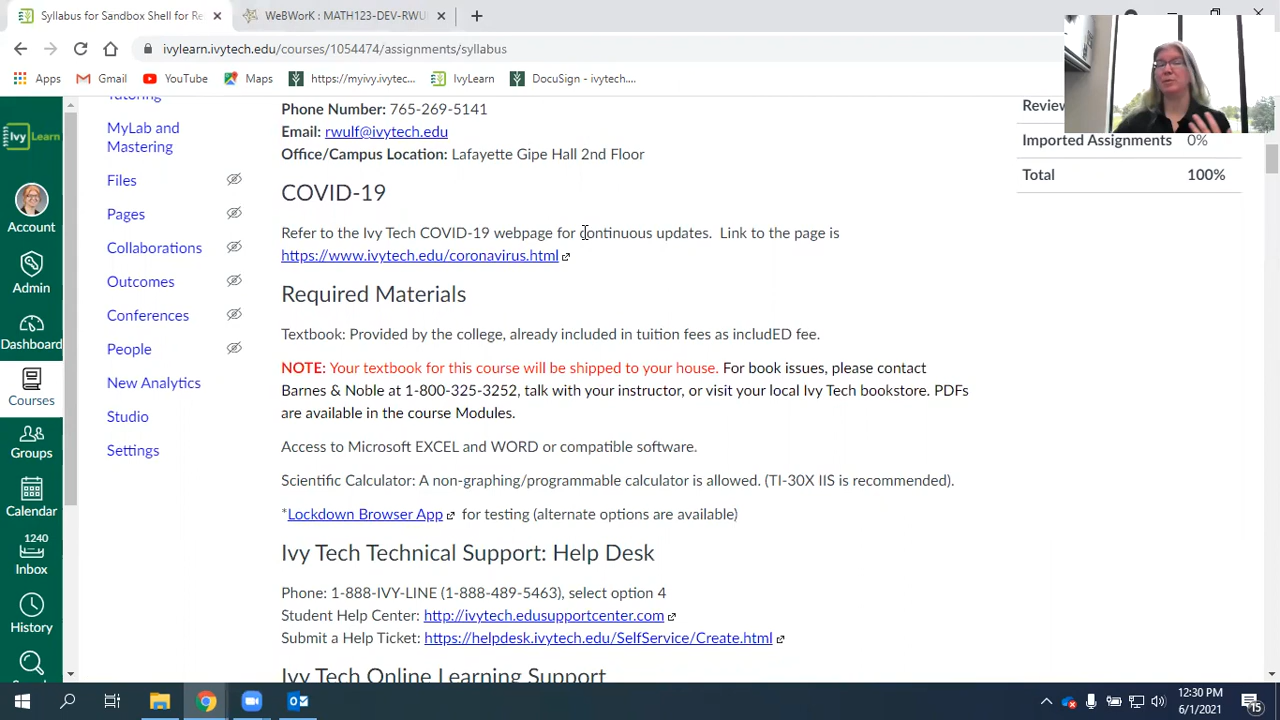 Syllabus for Sandbox Shell for Re
WeBWorK : MATH123-DEV-RWU
ivylearn.ivytech.edu/courses/1054474/assignments/syllabus
Apps
Gmail
YouTube
Maps
https://myivy.ivytec...
IvyLearn
DocuSign - ivytech....
IvyLearn
Account
Admin
Dashboard
Courses
Groups
Calendar
1240
Inbox
History
Tutoring
MyLab and
Mastering
Files
Pages
Collaborations
Outcomes
Conferences
People
New Analytics
Studio
Settings
Phone Number: 765-269-5141
Email: rwulf@ivytech.edu
Office/Campus Location: Lafayette Gipe Hall 2nd Floor
COVID-19
Refer to the Ivy Tech COVID-19 webpage for continuous updates. Link to the page is
https://www.ivytech.edu/coronavirus.html
Required Materials
Textbook: Provided by the college, already included in tuition fees as includED fee.
NOTE: Your textbook for this course will be shipped to your house. For book issues, please contact
Barnes & Noble at 1-800-325-3252, talk with your instructor, or visit your local Ivy Tech bookstore. PDFs
are available in the course Modules.
Access to Microsoft EXCEL and WORD or compatible software.
Scientific Calculator: A non-graphing/programmable calculator is allowed. (TI-30X IIS is recommended).
*Lockdown Browser App for testing (alternate options are available)
Ivy Tech Technical Support: Help Desk
Phone: 1-888-IVY-LINE (1-888-489-5463), select option 4
Student Help Center: http://ivytech.edusupportcenter.com
Submit a Help Ticket: https://helpdesk.ivytech.edu/SelfService/Create.html
Ivy Tech Online Learning Support
Review
Imported Assignments 0%
Total 100%
12:30 PM
6/1/2021
15